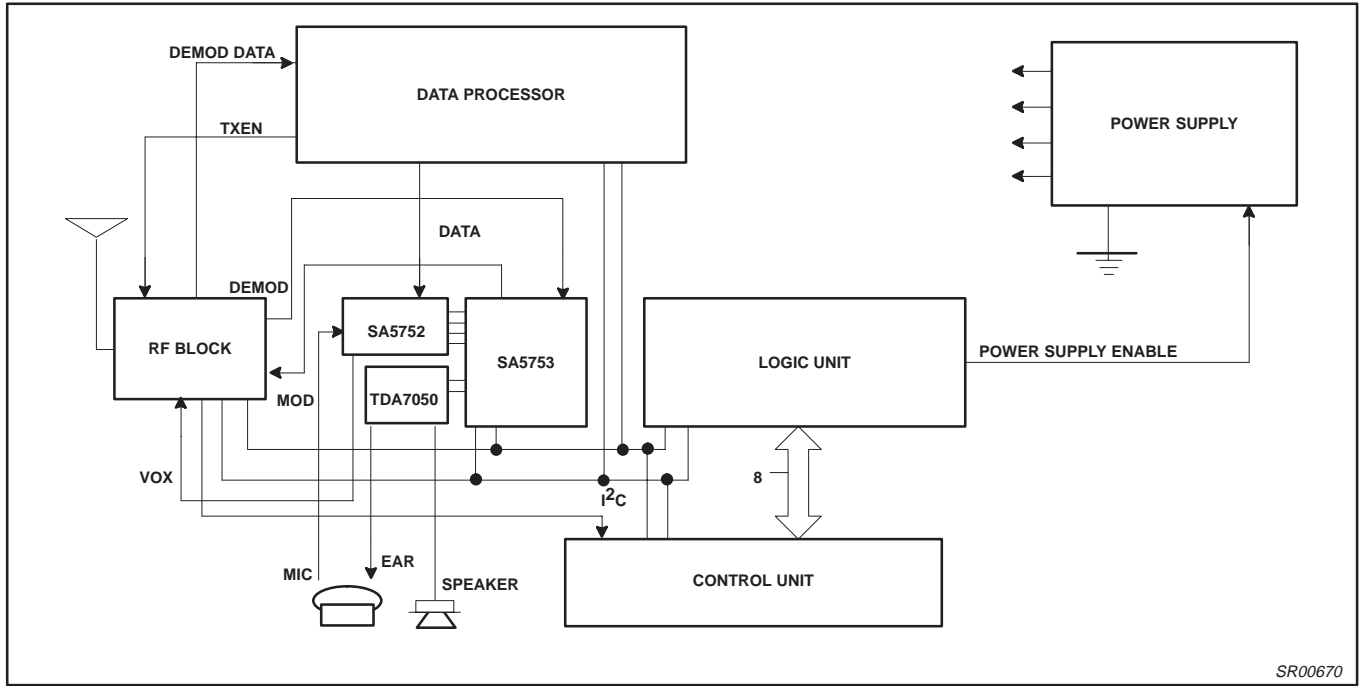 DEMOD DATA
DATA PROCESSOR
TXEN
POWER SUPPLY
DATA
DEMOD
SA5752
RF BLOCK
SA5753
LOGIC UNIT
POWER SUPPLY ENABLE
MOD
TDA7050
VOX
8
I2C
MIC
EAR
SPEAKER
CONTROL UNIT
SR00670